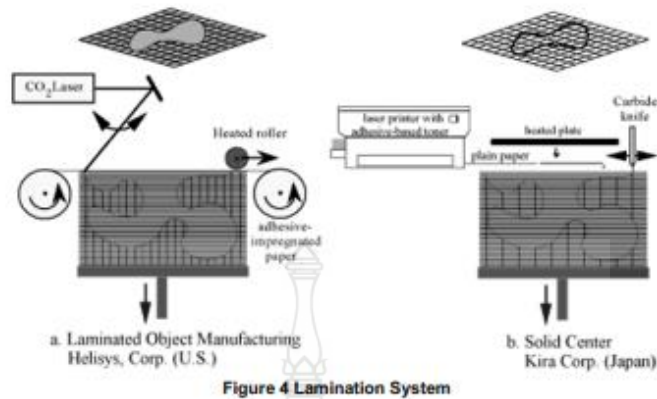 CO2Laser
Heated roller
adhesive-
impregnated
paper
a. Laminated Object Manufacturing
Helisys, Corp. (U.S.)
laser printer with
adhesive-based toner
heated plate
plain paper
Carbide
knife
b. Solid Center
Kira Corp. (Japan)
Figure 4 Lamination System